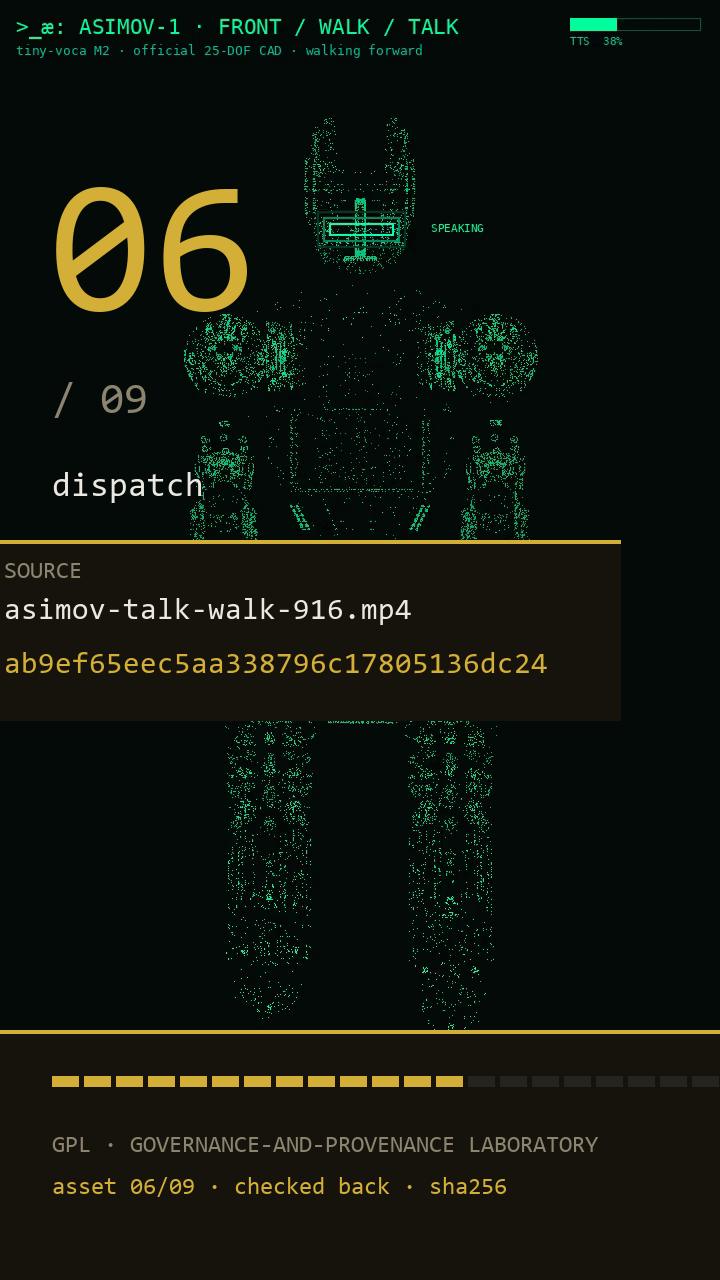 >_æ: ASIMOV-1 · FRONT / WALK / TALK
tiny-voca M2 · official 25-DOF CAD · walking forward
TTS 38%
06
SPEAKING
/ 09
dispatch
SOURCE
asimov-talk-walk-916.mp4
ab9ef65eec5aa338796c17805136dc24
GPL · GOVERNANCE-AND-PROVENANCE LABORATORY
asset 06/09 · checked back · sha256